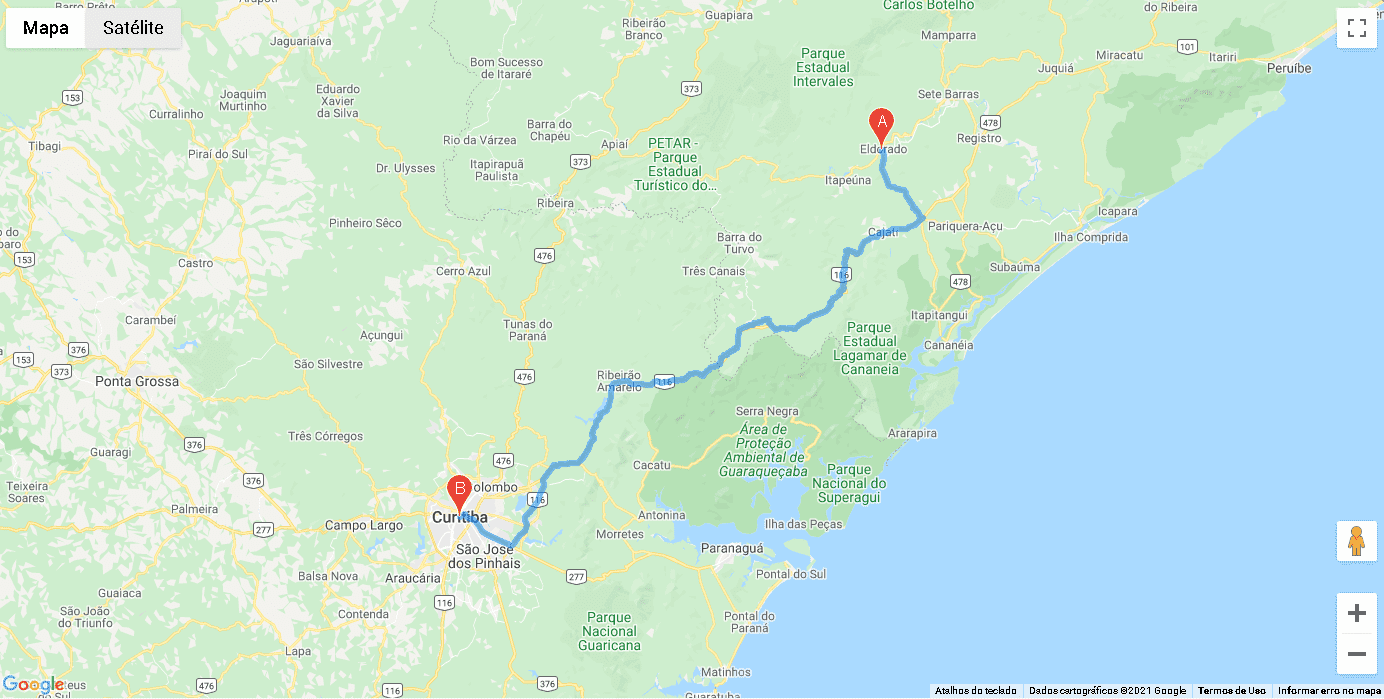 Barra Preto
Mapa
Satélite
Arapoti
Guapiara
Carlos Botelho
do Ribeira
Ribeirão
Branco
Mamparra
Jaguariaíva
Parque
Estadual
Intervales
101
Miracatu
Itariri
Bom Sucesso
de Itararé
Juquiá
Peruíbe
153
Joaquim
Murtinho
Eduardo
Xavier
da Silva
373
Sete Barras
Curralinho
A
478
Barra do
Chapéu
Registro
Tibagi
Rio da Várzea
Apiaí
PETAR -
Parque
Estadual
Turístico do...
Eldorado
Piraí do Sul
373
Itapirapuã
Paulista
Dr. Ulysses
Itapeúna
Ribeira
Icapara
Pinheiro Sêco
Cajati
Pariquera-Açu
Barra do
Turvo
Ilha Comprida
153
476
Castro
Cerro Azul
Três Canais
116
Subaúma
478
Carambeí
Tunas do
Paraná
Itapitangui
Açungui
Parque
Estadual
Lagamar de
Cananeia
Cananéia
376
153
373
São Silvestre
Ponta Grossa
476
Ribeirão
Amarelo
116
Serra Negra
Três Córregos
Área de
Proteção
Ambiental de
Guaraqueçaba
Ararapira
376
Guaragi
476
Cacatu
Parque
Nacional do
Superagui
373
Teixeira
Soares
B
olombo
116
Palmeira
Curitiba
Antonina
277
Campo Largo
Ilha das Peças
Morretes
São José
dos Pinhais
Paranaguá
Balsa Nova
Araucária
277
Pontal do Sul
Guaiaca
116
São João
do Triunfo
Contenda
Parque
Nacional
Guaricana
Pontal do
Paraná
Lapa
Matinhos
Google
476
116
376
Guaratuba
Atalhos do teclado
Dados cartográficos ©2021 Google
Termos de Uso
Informar erro no mapa